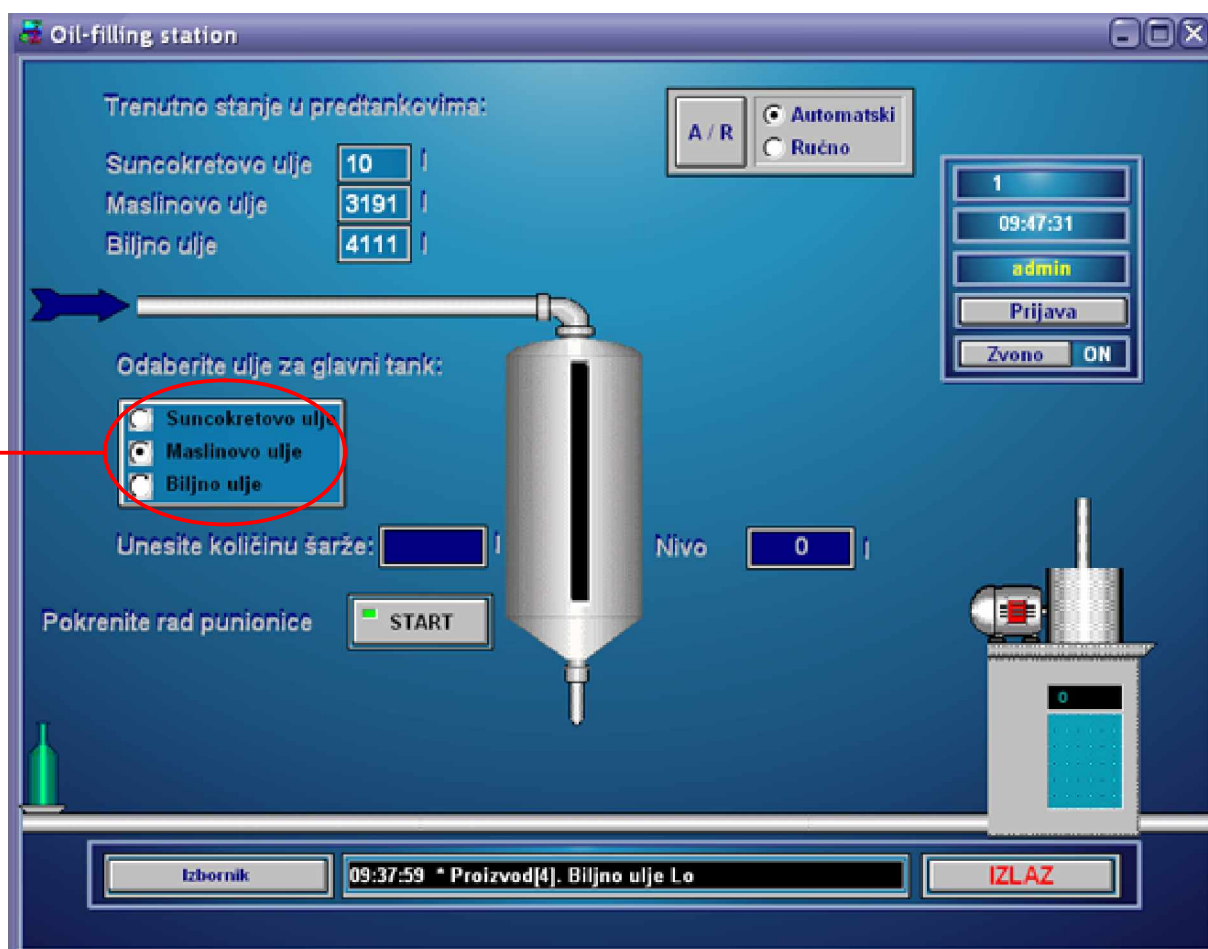 Oil-filling station
Trenutno stanje u predtankovima:
Suncokretovo ulje 10 l
Maslinovo ulje 3191 l
Biljno ulje 4111 l
A / R
Automatski
Ručno
1
09:47:31
admin
Prijava
Zvono ON
Odaberite ulje za glavni tank:
Suncokretovo ulje
Maslinovo ulje
Biljno ulje
Unesite količinu šarže: l
Nivo 0 l
Pokrenite rad punionice START
0
Izbornik
09:37:59 * Proizvod[4]. Biljno ulje Lo
IZLAZ